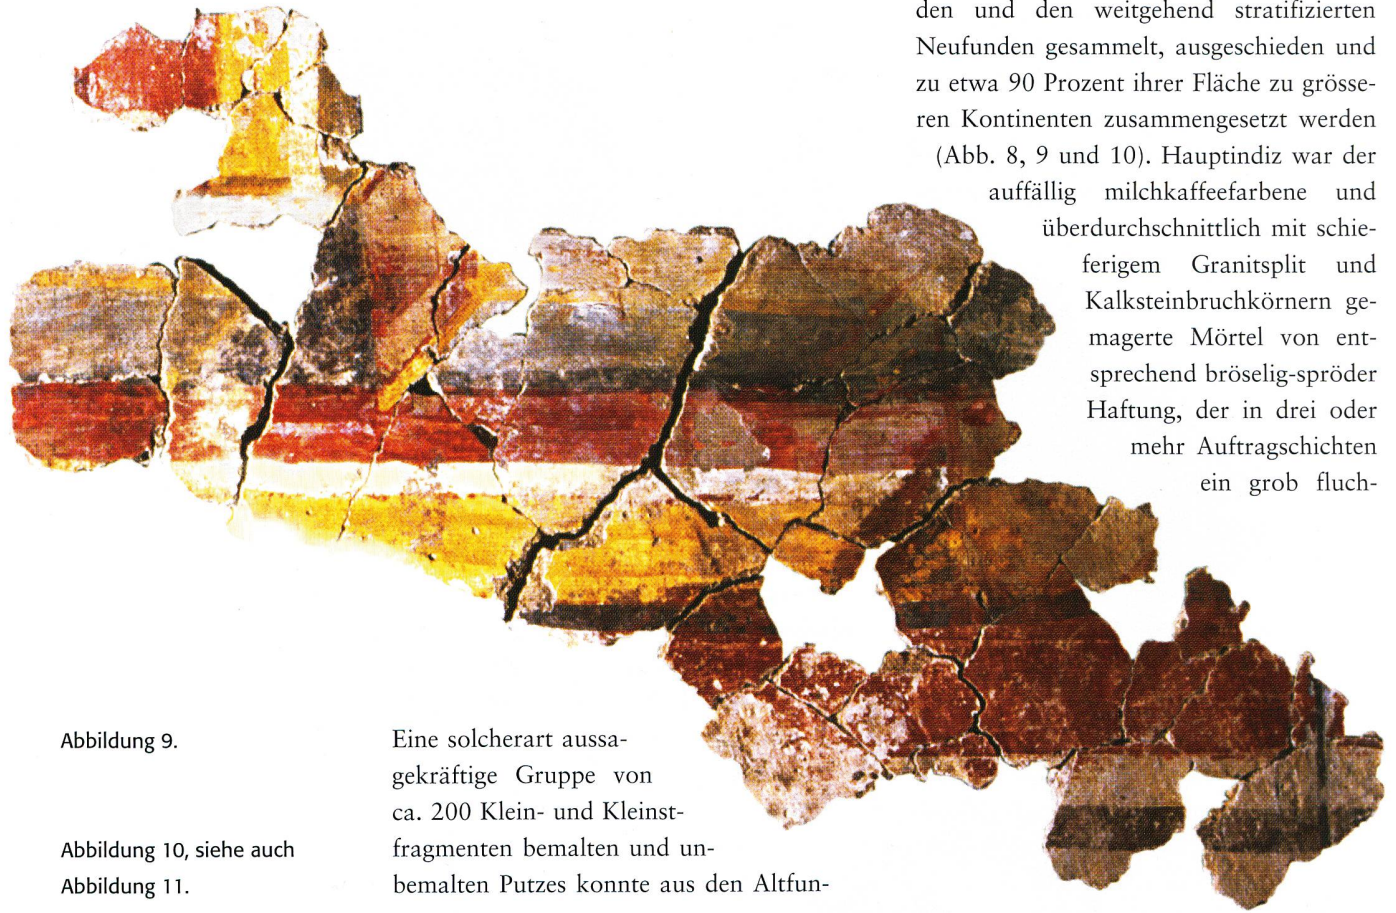 Abbildung 9.
Abbildung 10, siehe auch
Abbildung 11.
Eine solcherart aussa-
gekräftige Gruppe von
ca. 200 Klein- und Kleinst-
fragmenten bemalten und un-
bemalten Putzes konnte aus den Altfun-
den und den weitgehend stratifizierten
Neufunden gesammelt, ausgeschieden und
zu etwa 90 Prozent ihrer Fläche zu grösse-
ren Kontinenten zusammengesetzt werden
(Abb. 8, 9 und 10). Hauptindiz war der
auffällig milchkaffeefarbene und
überdurchschnittlich mit schie-
ferigem Granitsplit und
Kalksteinbruchkörnern ge-
magerte Mörtel von ent-
sprechend bröselig-spröder
Haftung, der in drei oder
mehr Auftragschichten
ein grob fluch-